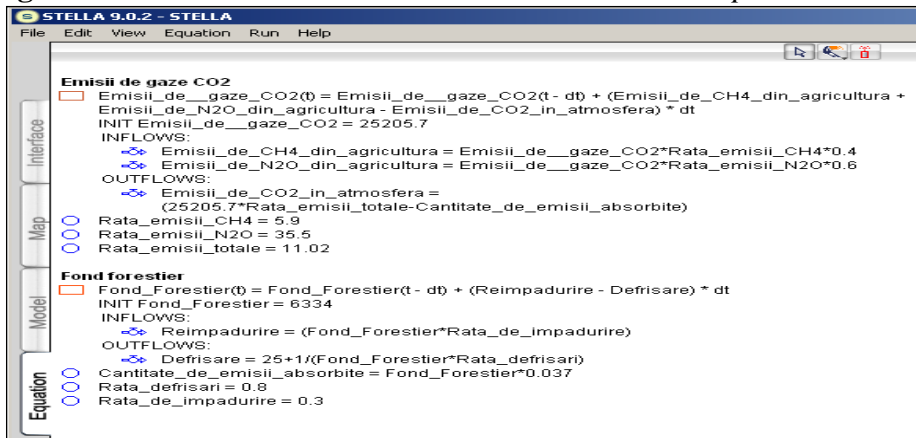 STELLA 9.0.2 - STELLA
File Edit View Equation Run Help
Emisii de gaze CO2
Emisii_de__gaze_CO2(t) = Emisii_de__gaze_CO2(t - dt) + (Emisii_de_CH4_din_agricultura +
Emisii_de_N2O_din_agricultura - Emisii_de_CO2_in_atmosfera) * dt
INIT Emisii_de__gaze_CO2 = 25205.7
INFLOWS:
Emisii_de_CH4_din_agricultura = Emisii_de__gaze_CO2*Rata_emisii_CH4*0.4
Emisii_de_N2O_din_agricultura = Emisii_de__gaze_CO2*Rata_emisii_N2O*0.6
OUTFLOWS:
Emisii_de_CO2_in_atmosfera =
(25205.7*Rata_emisii_totale-Cantitate_de_emisii_absorbite)
Rata_emisii_CH4 = 5.9
Rata_emisii_N2O = 35.5
Rata_emisii_totale = 11.02
Fond forestier
Fond_Forestier(t) = Fond_Forestier(t - dt) + (Reimpadurire - Defrisare) * dt
INIT Fond_Forestier = 6334
INFLOWS:
Reimpadurire = (Fond_Forestier*Rata_de_impadurire)
OUTFLOWS:
Defrisare = 25+1/(Fond_Forestier*Rata_defrisari)
Cantitate_de_emisii_absorbite = Fond_Forestier*0.037
Rata_defrisari = 0.8
Rata_de_impadurire = 0.3
Interface
Map
Model
Equation